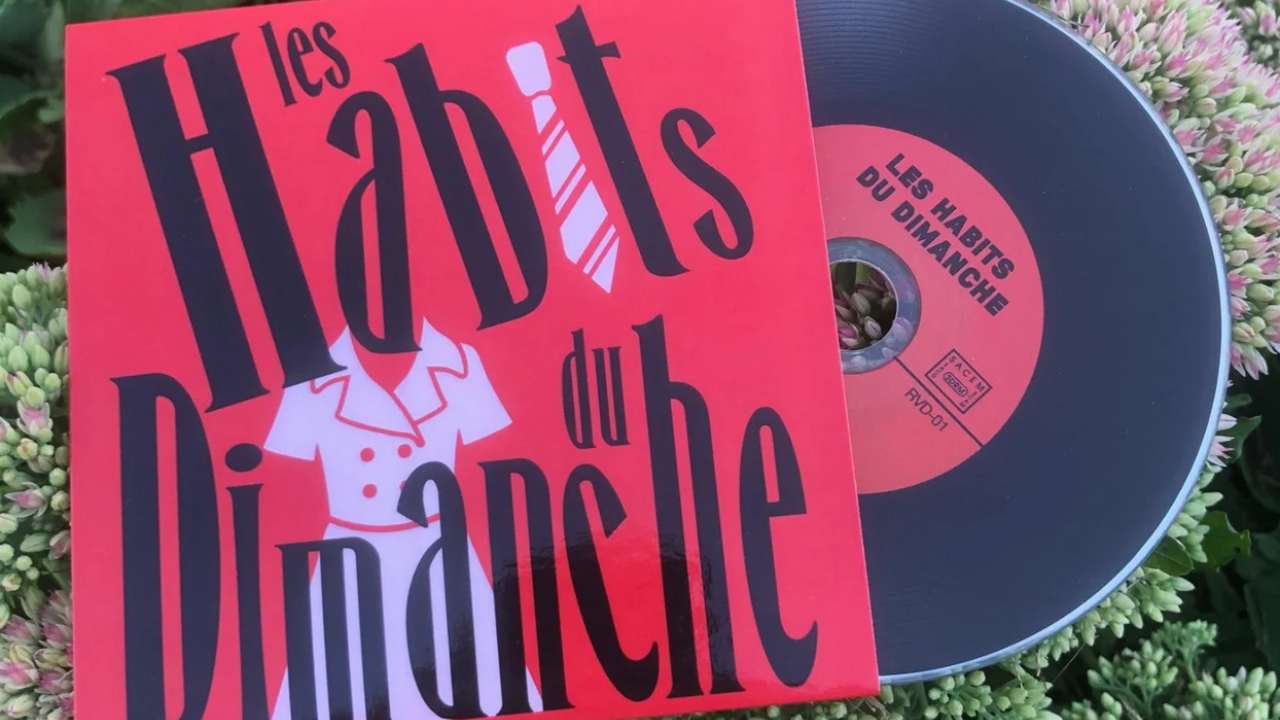 les
Habits
du
Dimanche
LES HABITS
DU DIMANCHE
SACEM
RVD-01